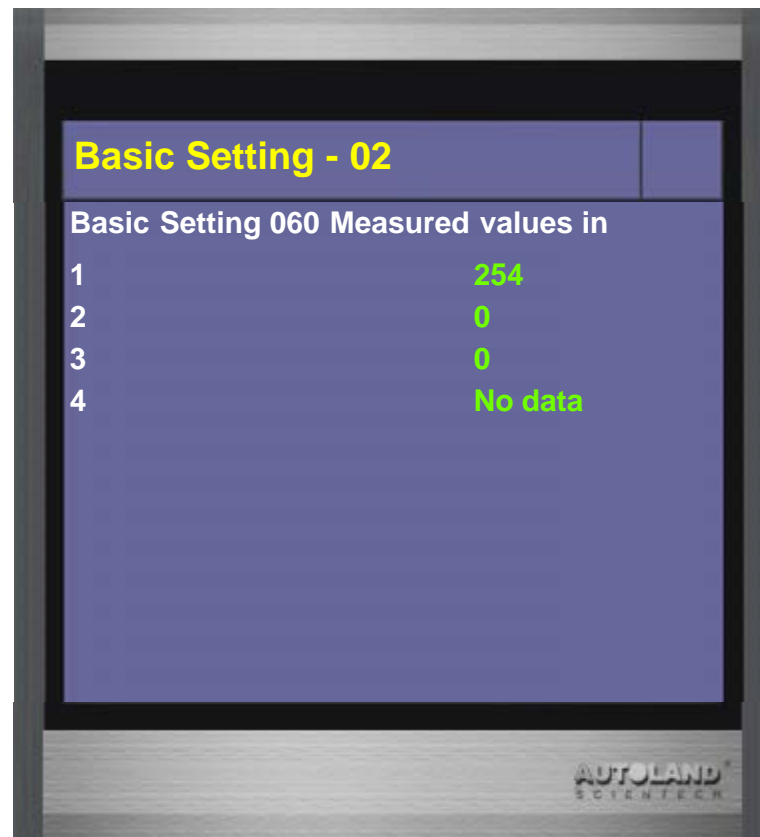 Basic Setting - 02
Basic Setting 060 Measured values in
1 254
2 0
3 0
4 No data
AUTOLAND
SCIENTECH